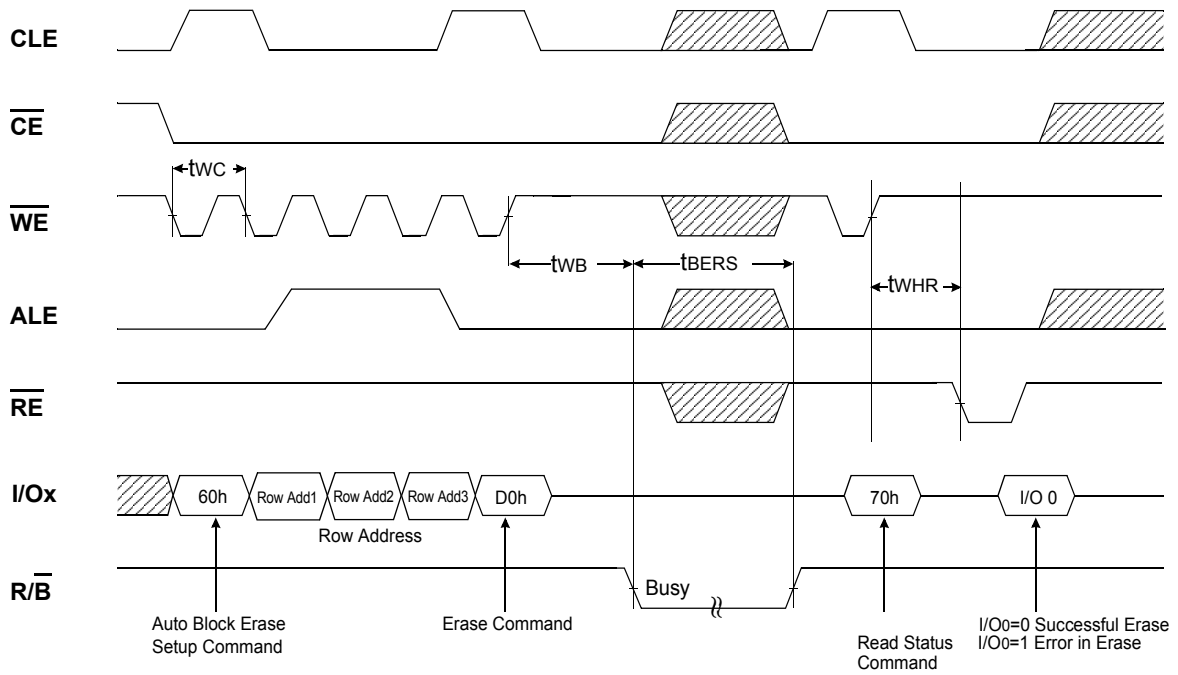 CLE
CE
tWC
WE
tWB
tBERS
tWHR
ALE
RE
I/Ox
60h
Row Add1
Row Add2
Row Add3
D0h
70h
I/O 0
Row Address
R/B
Busy
Auto Block Erase
Setup Command
Erase Command
Read Status
Command
I/O0=0 Successful Erase
I/O0=1 Error in Erase